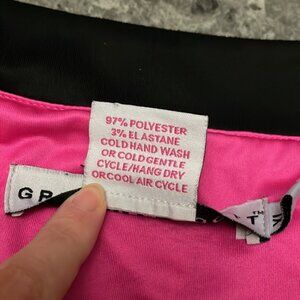 97% POLYESTER
3% ELASTANE
COLD HAND WASH
OR COLD GENTLE
CYCLE/HANG DRY
OR COOL AIR CYCLE